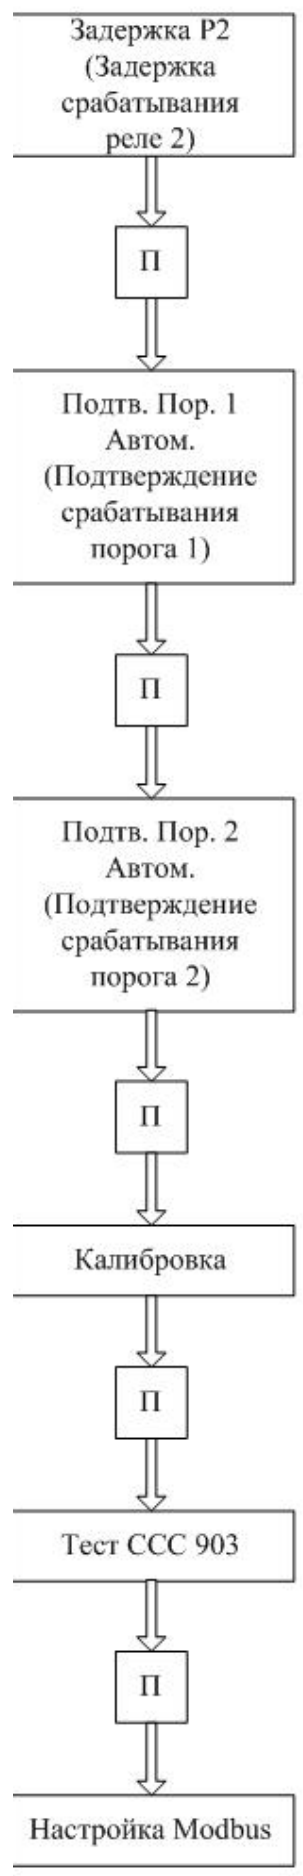 Задержка Р2
(Задержка
срабатывания
реле 2)
П
Подтв. Пор. 1
Автом.
(Подтверждение
срабатывания
порога 1)
П
Подтв. Пор. 2
Автом.
(Подтверждение
срабатывания
порога 2)
П
Калибровка
П
Тест ССС 903
П
Настройка Modbus